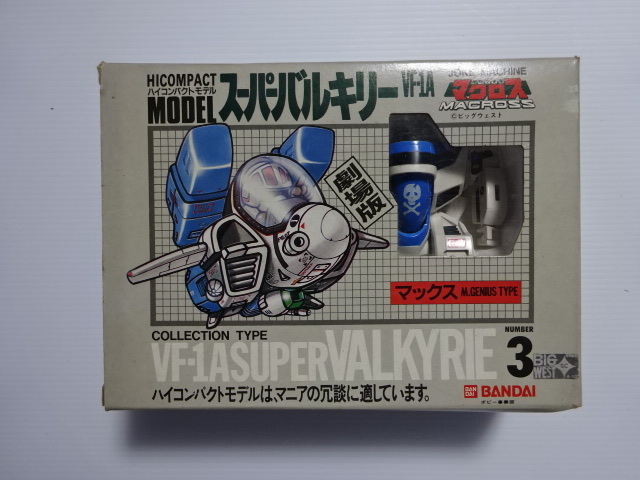 HICOMPACT
ハイコンパクトモデル
MODEL
スーパーバルキリー VF-1A
JOKE MACHINE
マクロス
MACROSS
©ビッグウエスト
劇場版
マックス M.GENIUS TYPE
COLLECTION TYPE
NUMBER
VF-1A SUPER VALKYRIE 3
BIG
WEST
ハイコンパクトモデルは、マニアの冗談に適しています。
BAN
DAI
BANDAI